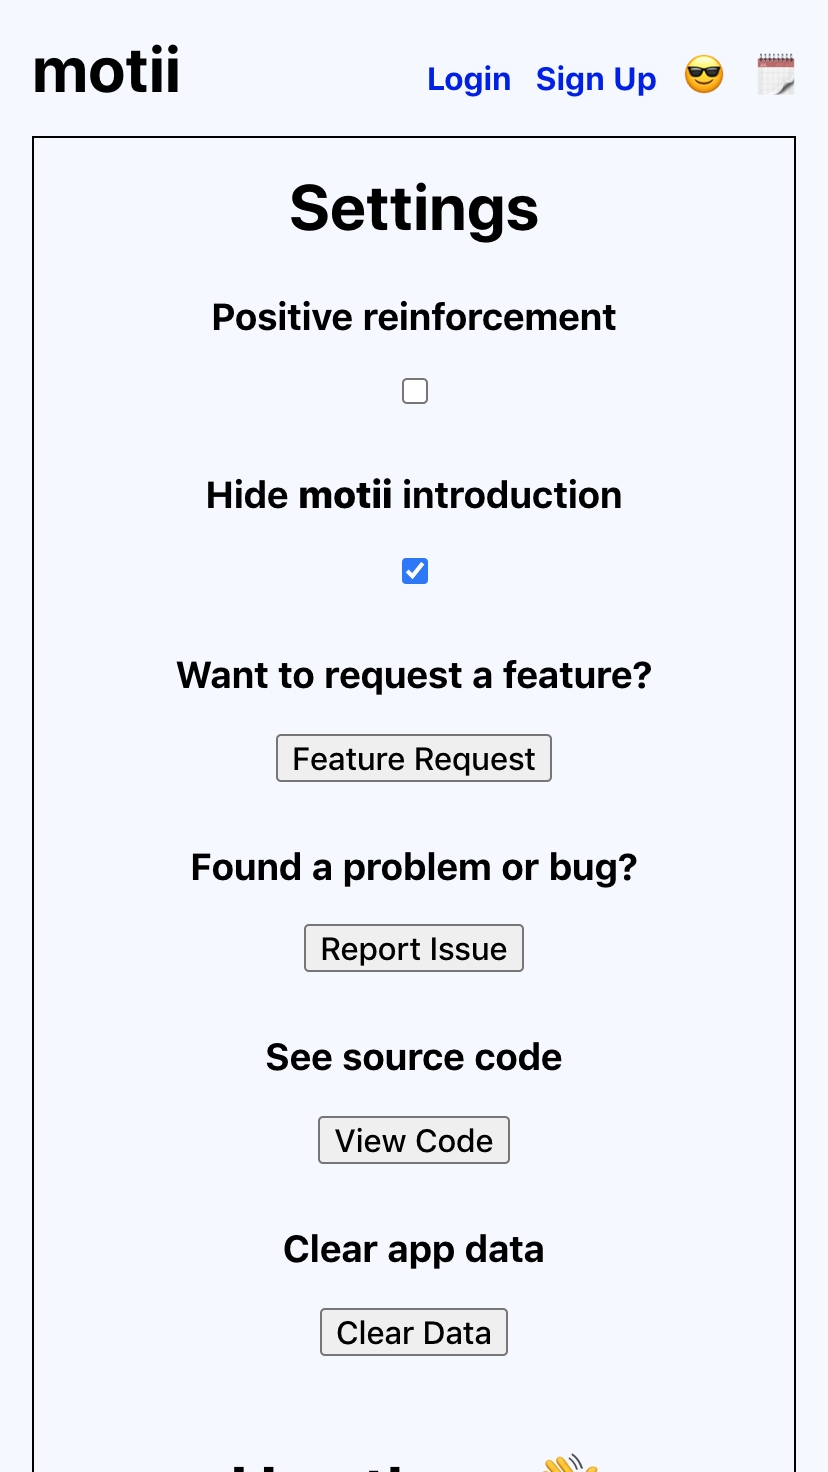 motii
Login Sign Up
Settings
Positive reinforcement
Hide motii introduction
Want to request a feature?
Feature Request
Found a problem or bug?
Report Issue
See source code
View Code
Clear app data
Clear Data